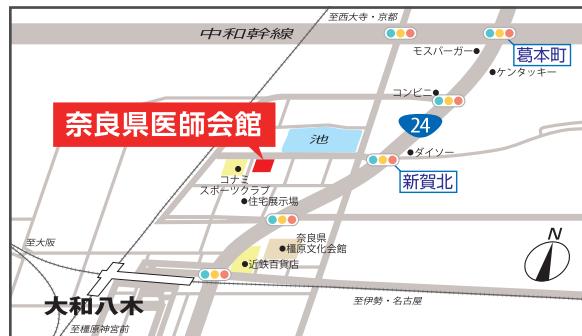 至西大寺・京都
中和幹線
モスバーガー
葛本町
ケンタッキー
コンビニ
奈良県医師会館
24
池
ダイソー
コナミ
スポーツクラブ
新賀北
住宅展示場
N
奈良県
橿原文化会館
至大阪
近鉄百貨店
大和八木
至伊勢・名古屋
至橿原神宮前